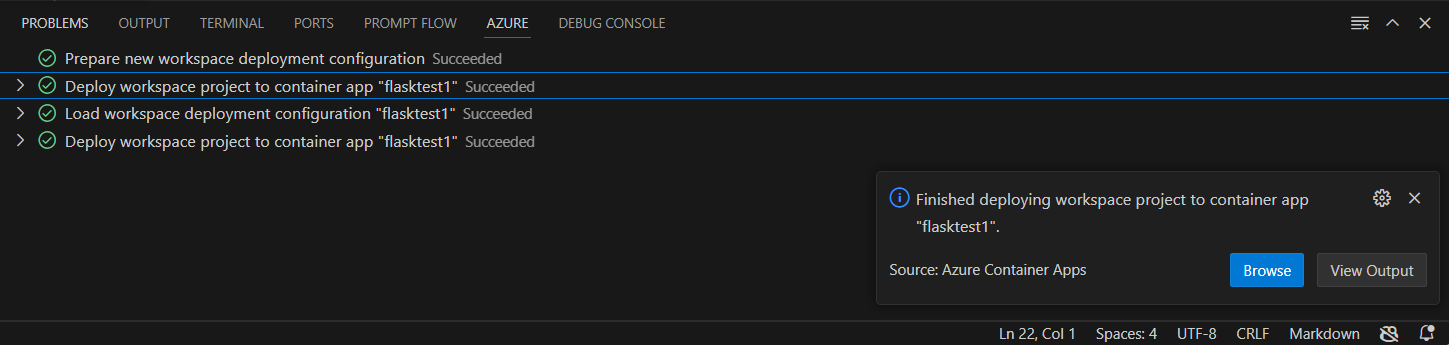 PROBLEMS OUTPUT TERMINAL PORTS PROMPT FLOW AZURE DEBUG CONSOLE
Prepare new workspace deployment configuration Succeeded
Deploy workspace project to container app "flasktest1" Succeeded
Load workspace deployment configuration "flasktest1" Succeeded
Deploy workspace project to container app "flasktest1" Succeeded
Finished deploying workspace project to container app
"flasktest1".
Source: Azure Container Apps Browse View Output
Ln 22, Col 1 Spaces: 4 UTF-8 CRLF Markdown